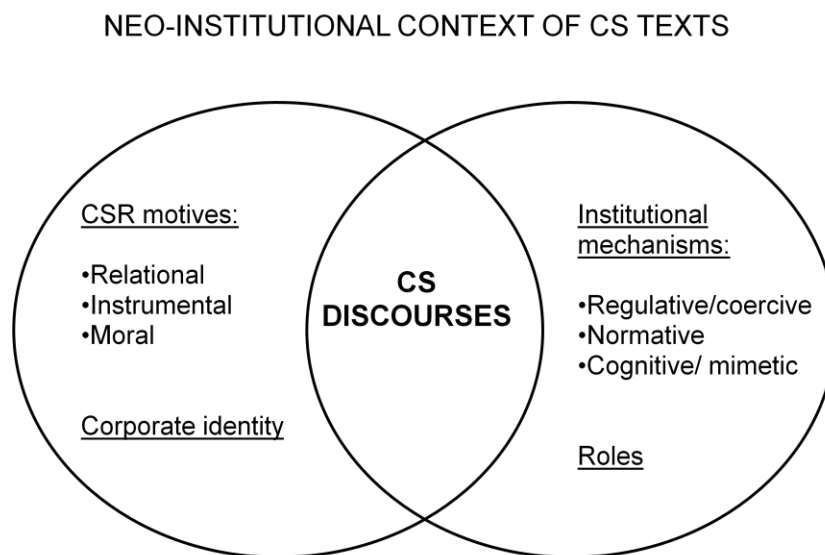 NEO-INSTITUTIONAL CONTEXT OF CS TEXTS
CSR motives:
•Relational
•Instrumental
•Moral
Corporate identity
CS
DISCOURSES
Institutional
mechanisms:
•Regulative/coercive
•Normative
•Cognitive/ mimetic
Roles